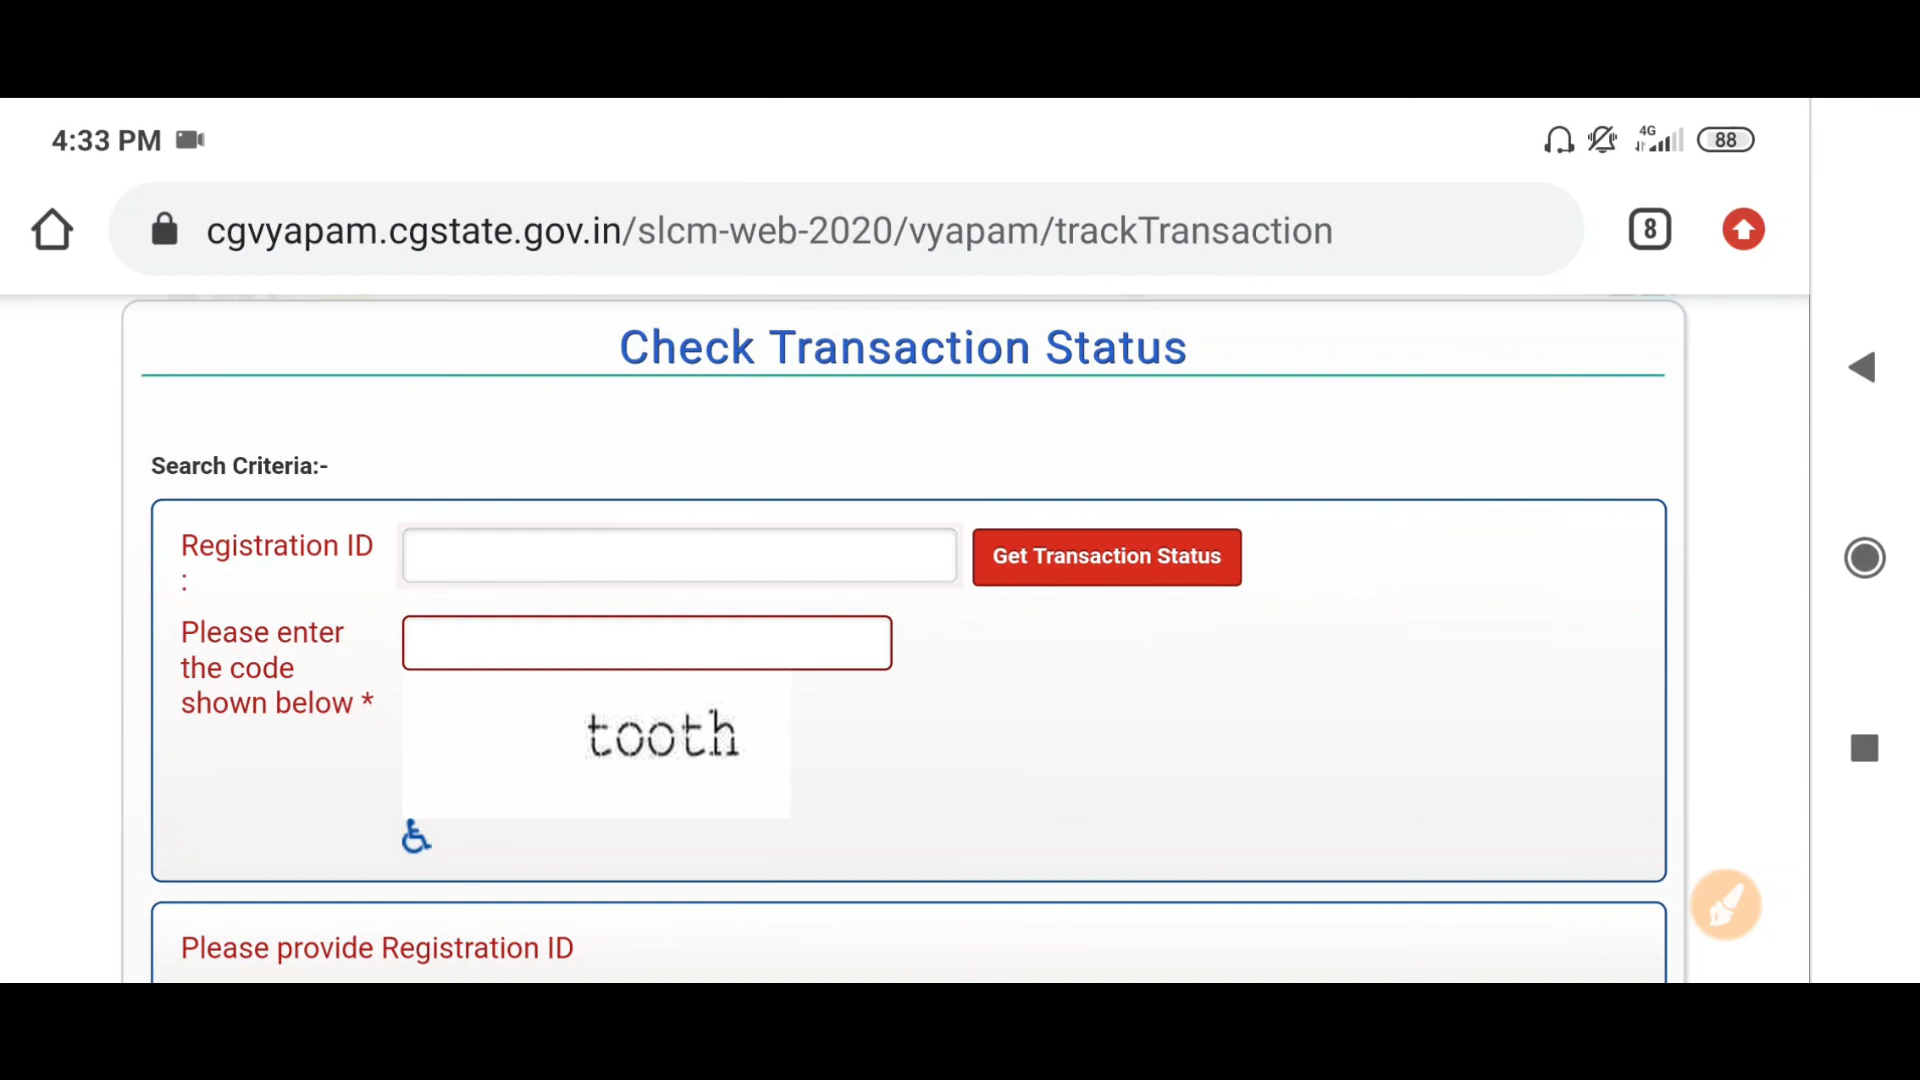 4:33 PM
4G
88
cgvyapam.cgstate.gov.in/slcm-web-2020/vyapam/trackTransaction
8
Check Transaction Status
Search Criteria:-
Registration ID
:
Get Transaction Status
Please enter
the code
shown below *
tooth
Please provide Registration ID